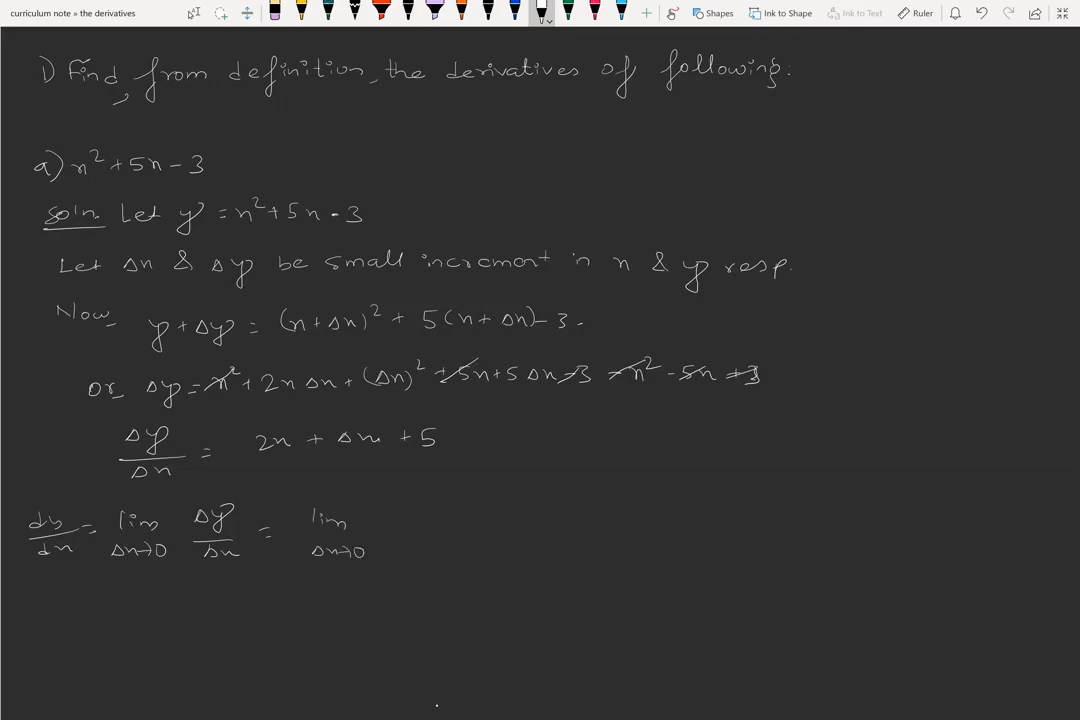 curriculum note » the derivatives
Shapes Ink to Shape Ink to Text Ruler
1) Find, from definition, the derivatives of following:
a) x² + 5x - 3
Soln. Let y = x² + 5x - 3
Let Δx & Δy be small increment in x & y resp.
Now, y + Δy = (x + Δx)² + 5(x + Δx) - 3.
or, Δy = x² + 2x Δx + (Δx)² + 5x + 5 Δx - 3 - x² - 5x + 3
Δy/Δx = 2x + Δx + 5
dy/dx = lim Δx→0 Δy/Δx = lim Δx→0